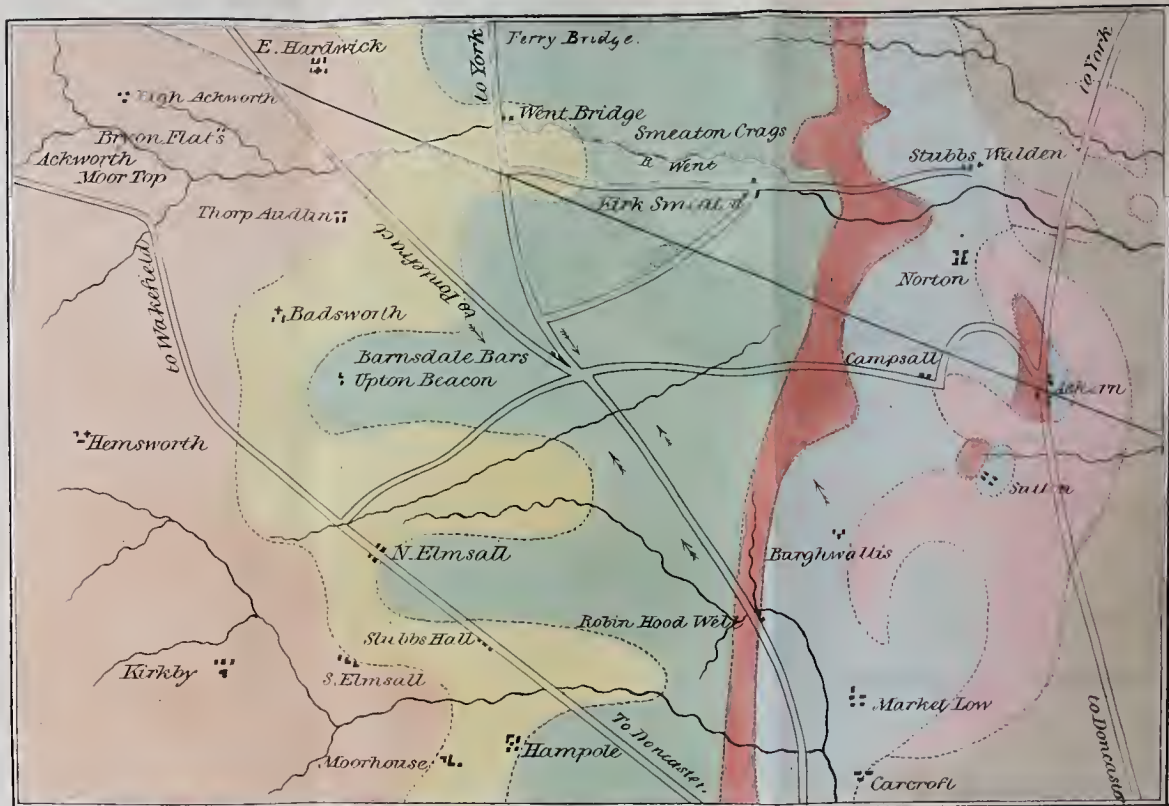 E. Hardwick
to York
Ferry Bridge.
to York
High Ackworth
Went Bridge
Smeaton Crags
Bryon Flat's
Ackworth
Moor Top
R Went
Stubbs Walden
Thorp Audlin
Kirk Smeaton
Norton
to Wakefield
to Pontefract
Badsworth
Barnsdale Bars
Upton Beacon
Campsall
Hemsworth
Sutton
N. Elmsall
Burghwallis
Robin Hood Well
Stubbs Hall
Kirkby
S. Elmsall
Market Low
to Doncaster
Moorhouse
Hampole
To Doncaster.
Carcroft